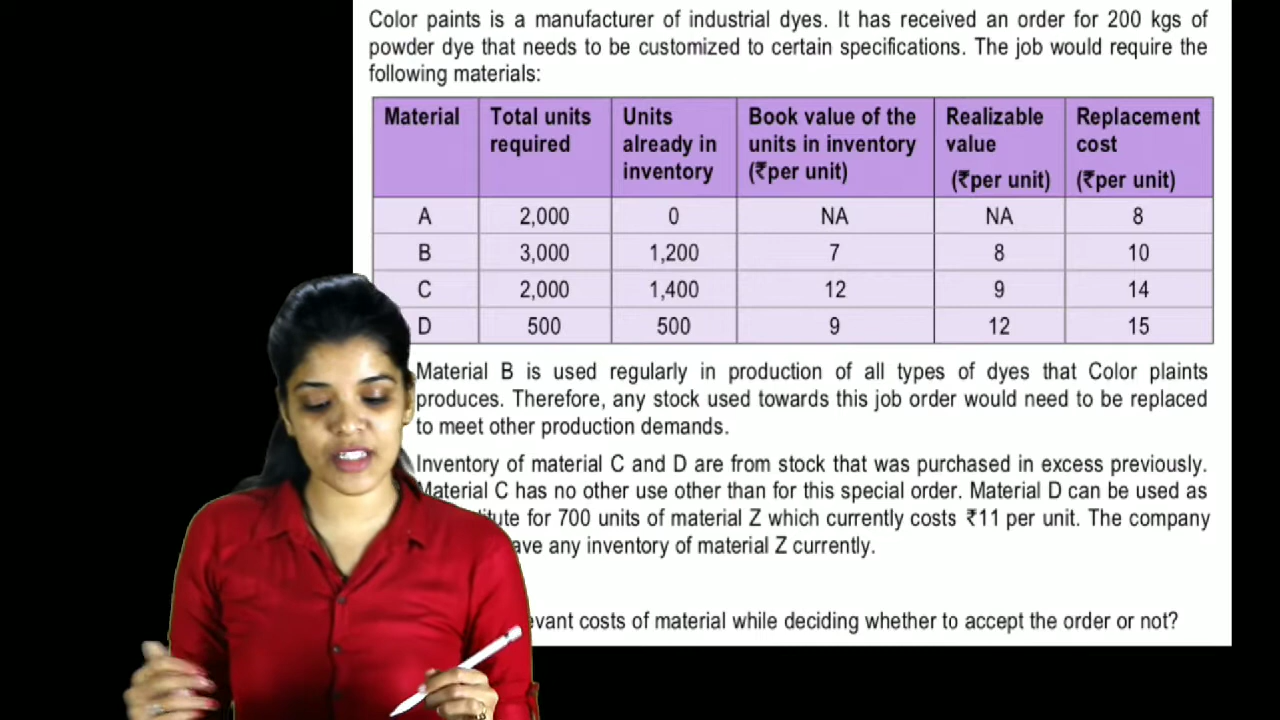 Color paints is a manufacturer of industrial dyes. It has received an order for 200 kgs of
powder dye that needs to be customized to certain specifications. The job would require the
following materials:
Material Total units required Units already in inventory Book value of the units in inventory (₹per unit) Realizable value (₹per unit) Replacement cost (₹per unit)
A 2,000 0 NA NA 8
B 3,000 1,200 7 8 10
C 2,000 1,400 12 9 14
D 500 500 9 12 15
Material B is used regularly in production of all types of dyes that Color plaints
produces. Therefore, any stock used towards this job order would need to be replaced
to meet other production demands.
Inventory of material C and D are from stock that was purchased in excess previously.
Material C has no other use other than for this special order. Material D can be used as
for 700 units of material Z which currently costs ₹11 per unit. The company
any inventory of material Z currently.
costs of material while deciding whether to accept the order or not?